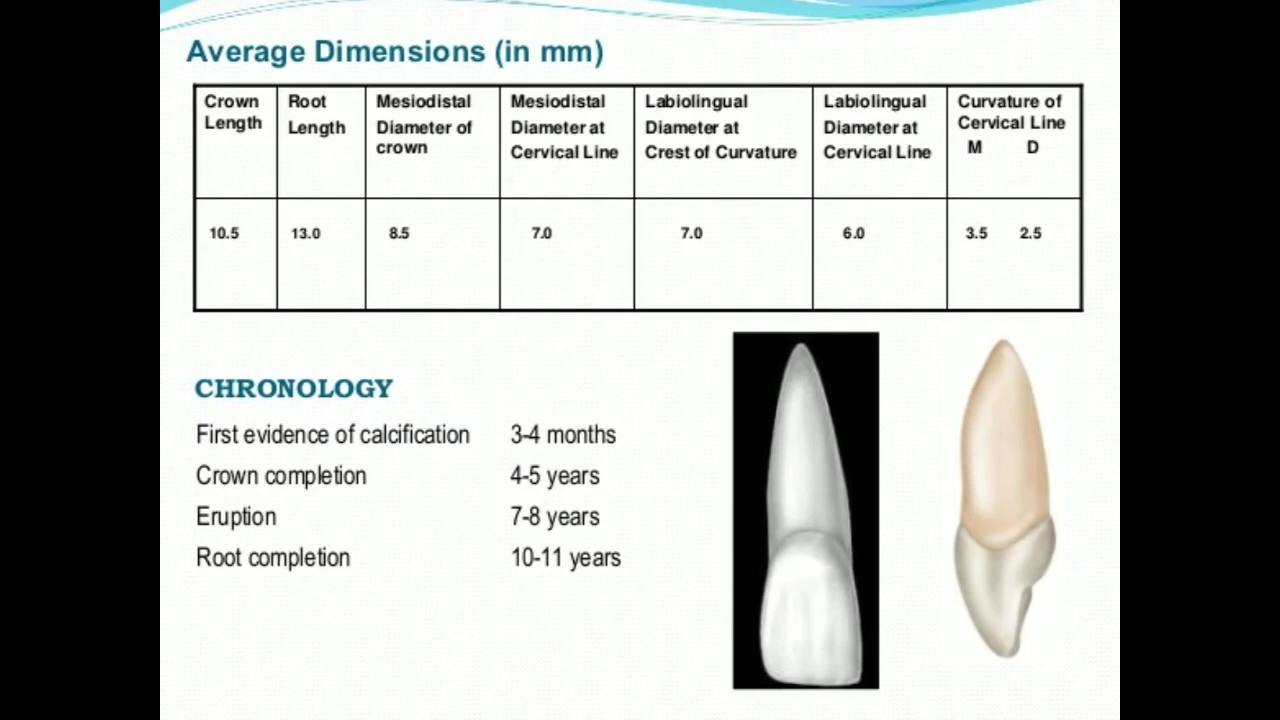 Average Dimensions (in mm)
Crown Length
Root Length
Mesiodistal Diameter of crown
Mesiodistal Diameter at Cervical Line
Labiolingual Diameter at Crest of Curvature
Labiolingual Diameter at Cervical Line
Curvature of Cervical Line M D
10.5 13.0 8.5 7.0 7.0 6.0 3.5 2.5
CHRONOLOGY
First evidence of calcification 3-4 months
Crown completion 4-5 years
Eruption 7-8 years
Root completion 10-11 years